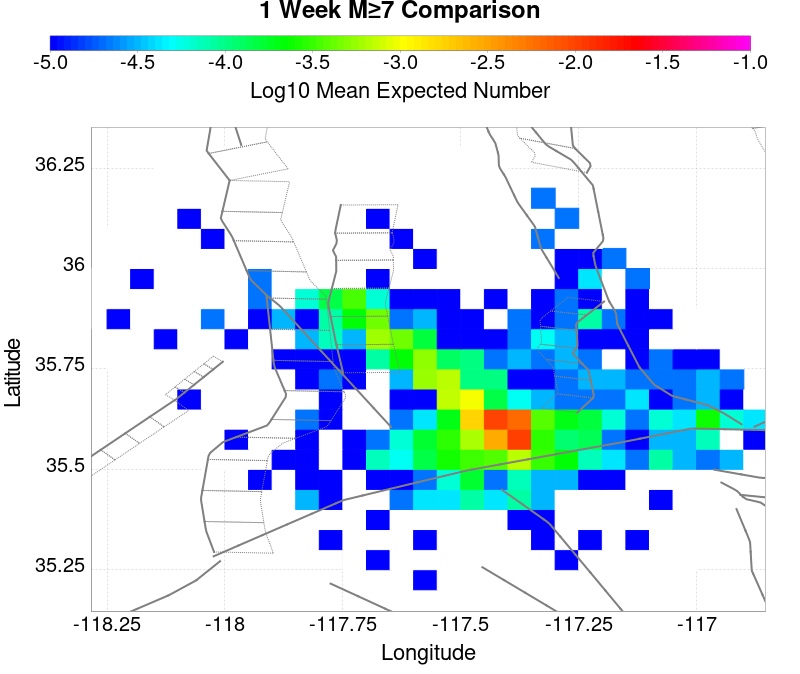 1 Week M≥7 Comparison
-5.0 -4.5 -4.0 -3.5 -3.0 -2.5 -2.0 -1.5 -1.0
Log10 Mean Expected Number
36.25
36
35.75
35.5
35.25
Latitude
-118.25 -118 -117.75 -117.5 -117.25 -117
Longitude